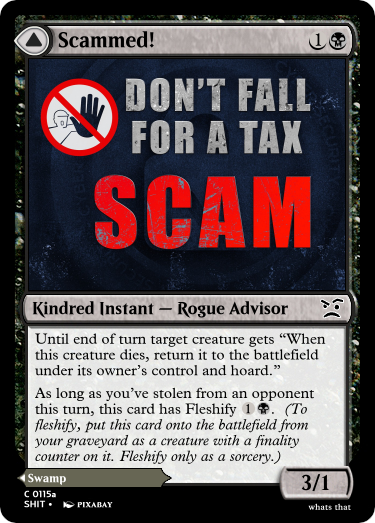 Scammed!
1
DON'T FALL
FOR A TAX
SCAM
Kindred Instant — Rogue Advisor
Until end of turn target creature gets “When
this creature dies, return it to the battlefield
under its owner’s control and hoard.”
As long as you’ve stolen from an opponent
this turn, this card has Fleshify 1. (To
fleshify, put this card onto the battlefield from
your graveyard as a creature with a finality
counter on it. Fleshify only as a sorcery.)
Swamp
3/1
C 0115a
SHIT • PIXABAY
whats that